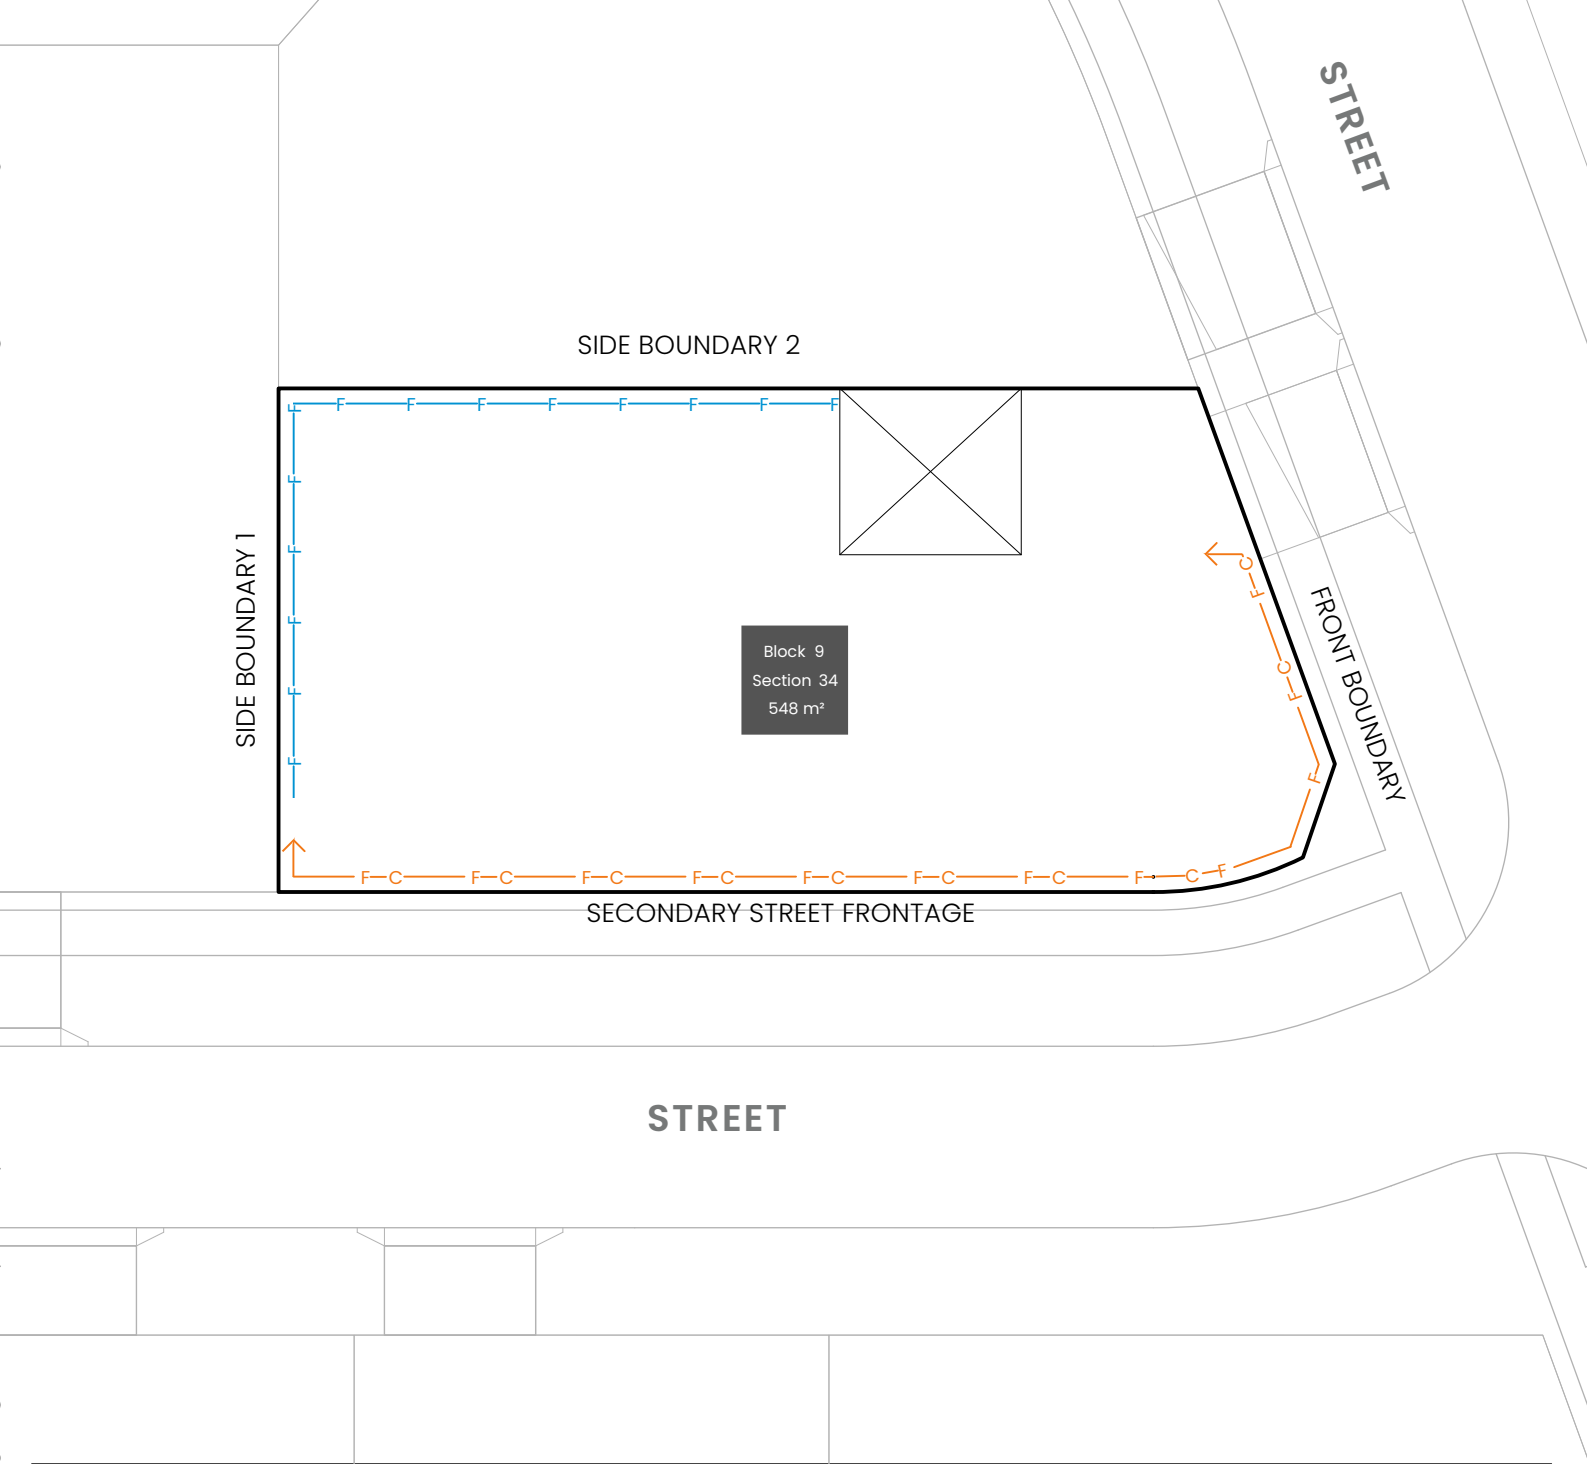 STREET
SIDE BOUNDARY 2
F F F F F F F F
F
F
F
F
F
F
SIDE BOUNDARY 1
C
F
C
F
F
FRONT BOUNDARY
Block 9
Section 34
548 m²
F C F C F C F C F C F C F C F C F
SECONDARY STREET FRONTAGE
STREET